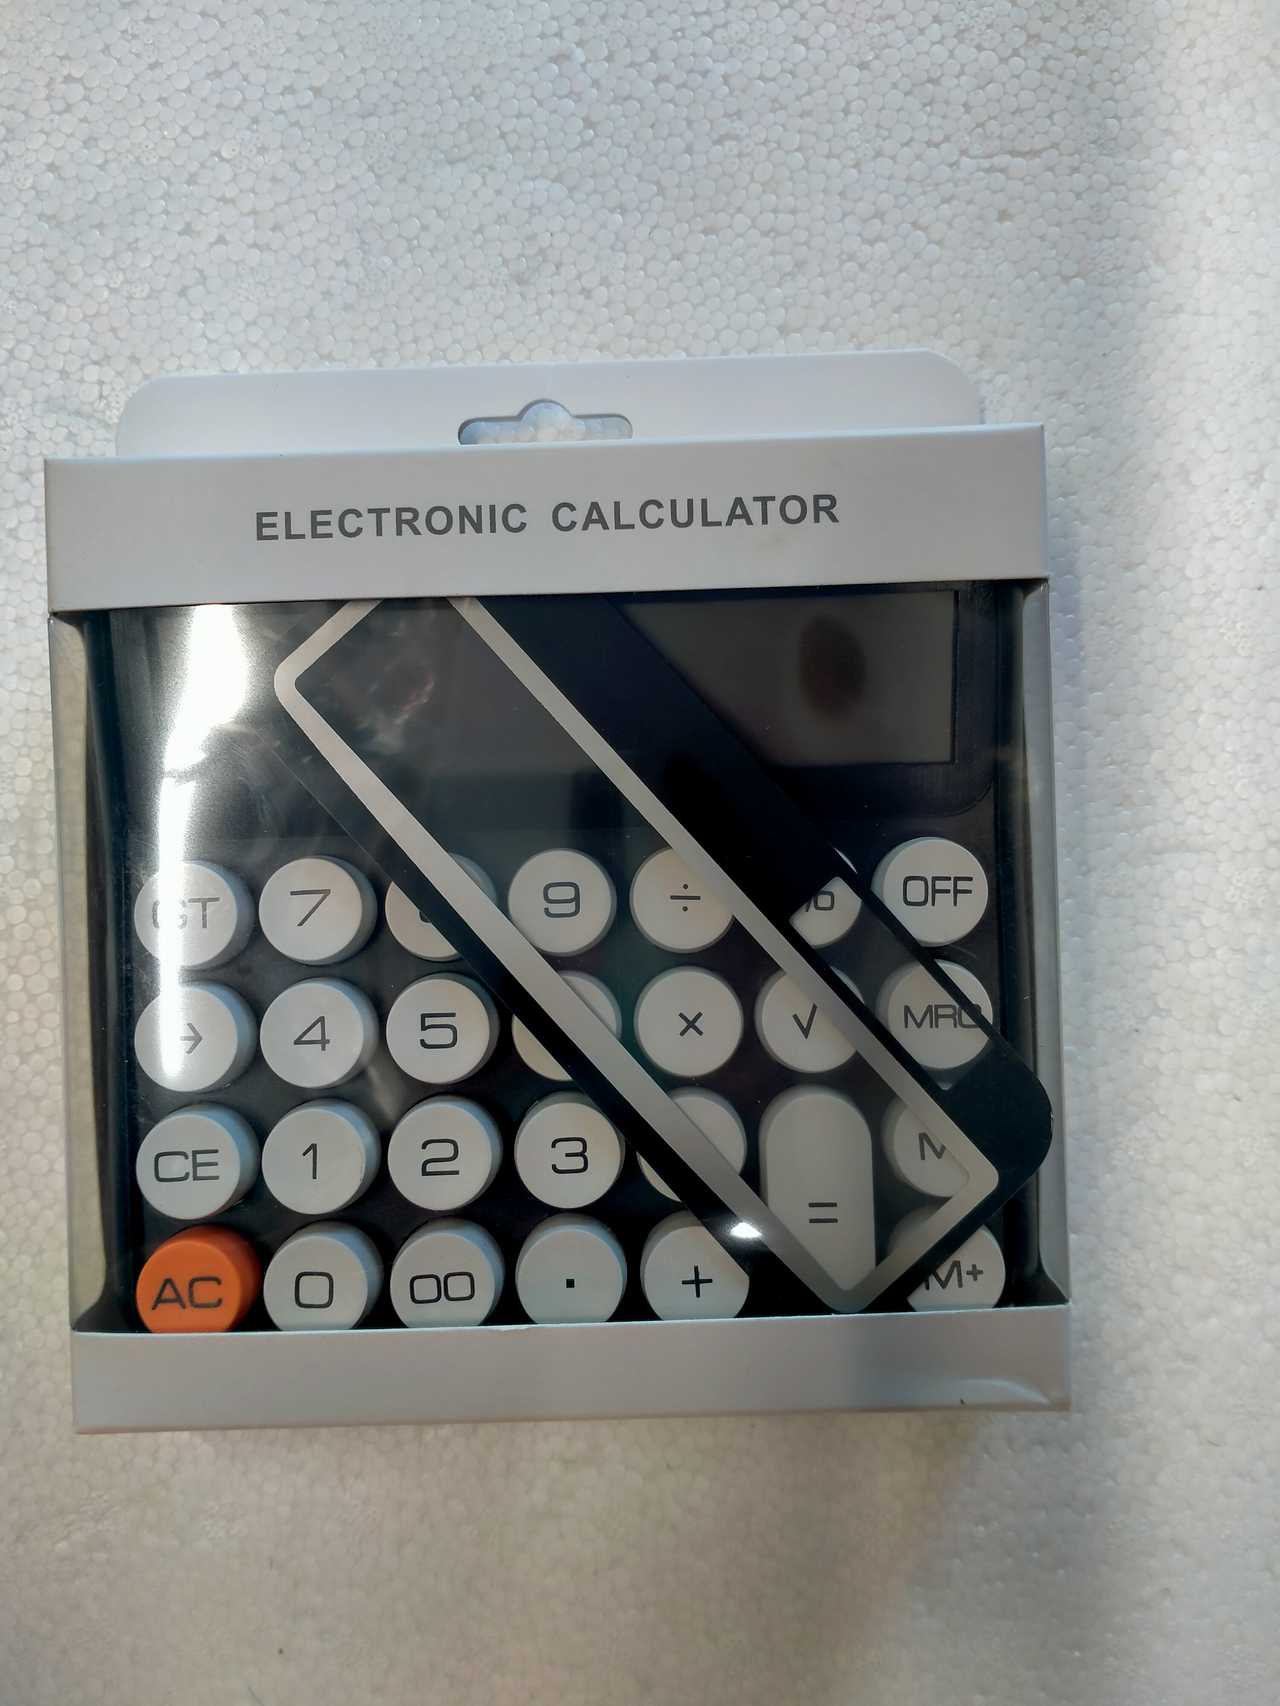 ELECTRONIC CALCULATOR
GT 7 9 ÷ OFF
→ 4 5 × √ MRC
CE 1 2 3 =
AC 0 00 . + M+